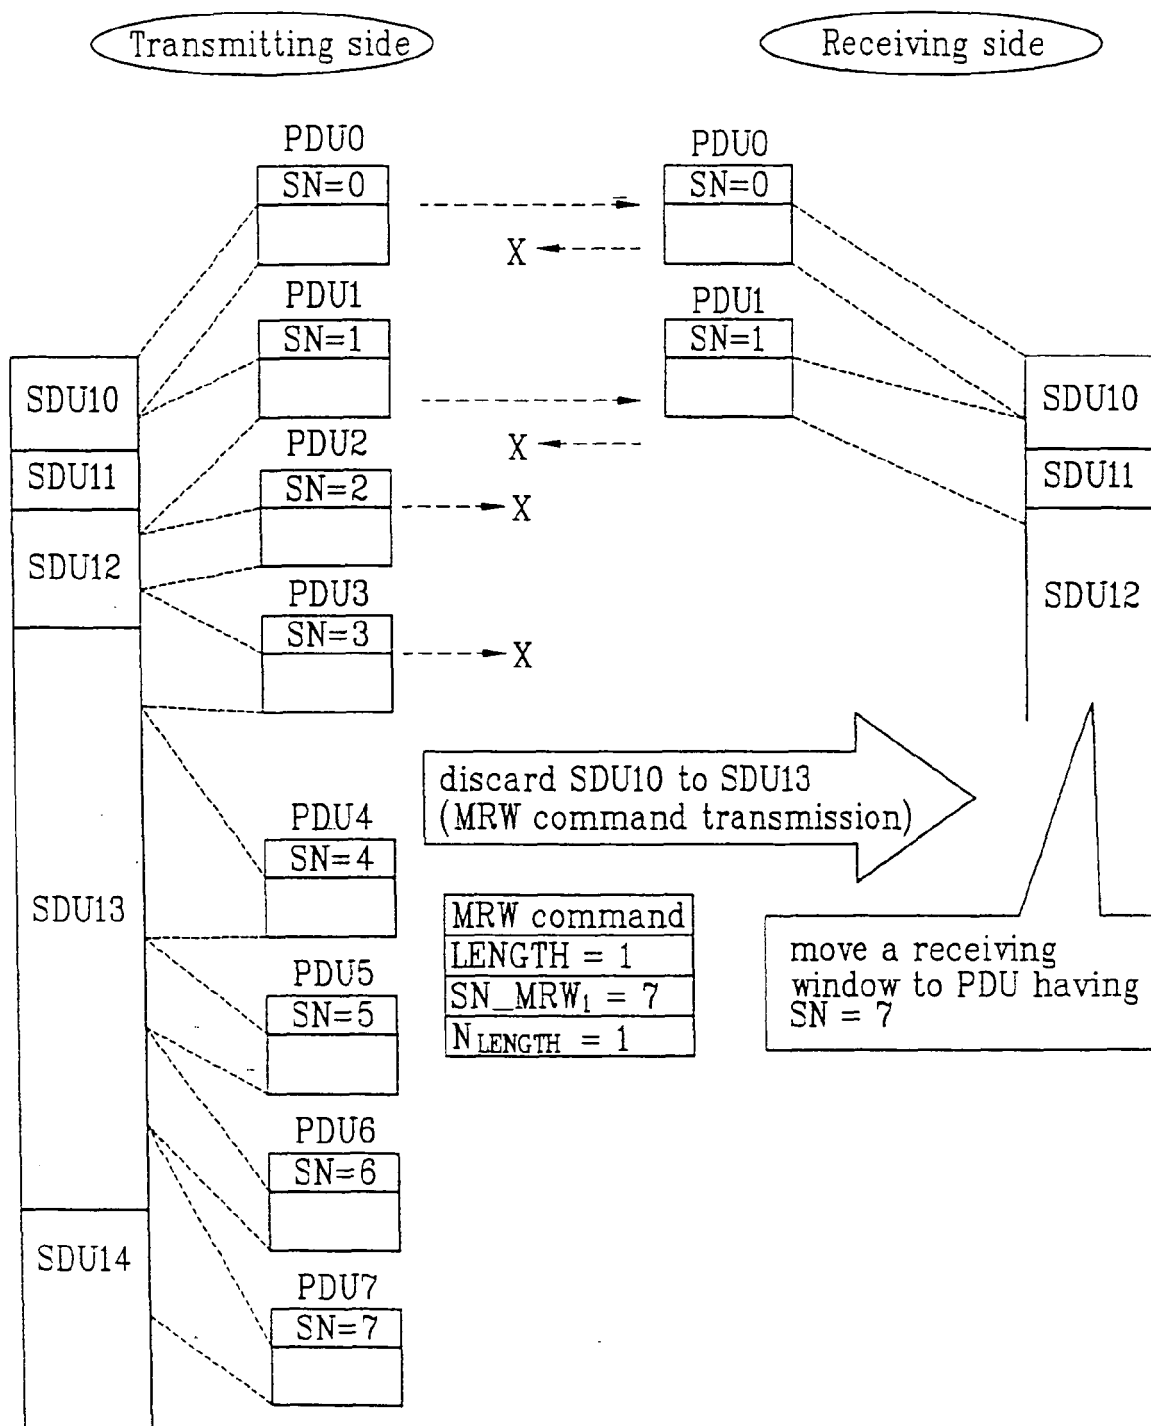 Transmitting side
Receiving side
PDU0
SN=0
PDU0
SN=0
X
PDU1
SN=1
PDU1
SN=1
SDU10
SDU10
X
PDU2
SDU11
SN=2
X
SDU11
SDU12
PDU3
SDU12
SN=3
X
discard SDU10 to SDU13
(MRW command transmission)
PDU4
SN=4
SDU13
MRW command
LENGTH = 1
SN_MRW₁ = 7
N LENGTH = 1
move a receiving
window to PDU having
SN = 7
PDU5
SN=5
PDU6
SN=6
SDU14
PDU7
SN=7